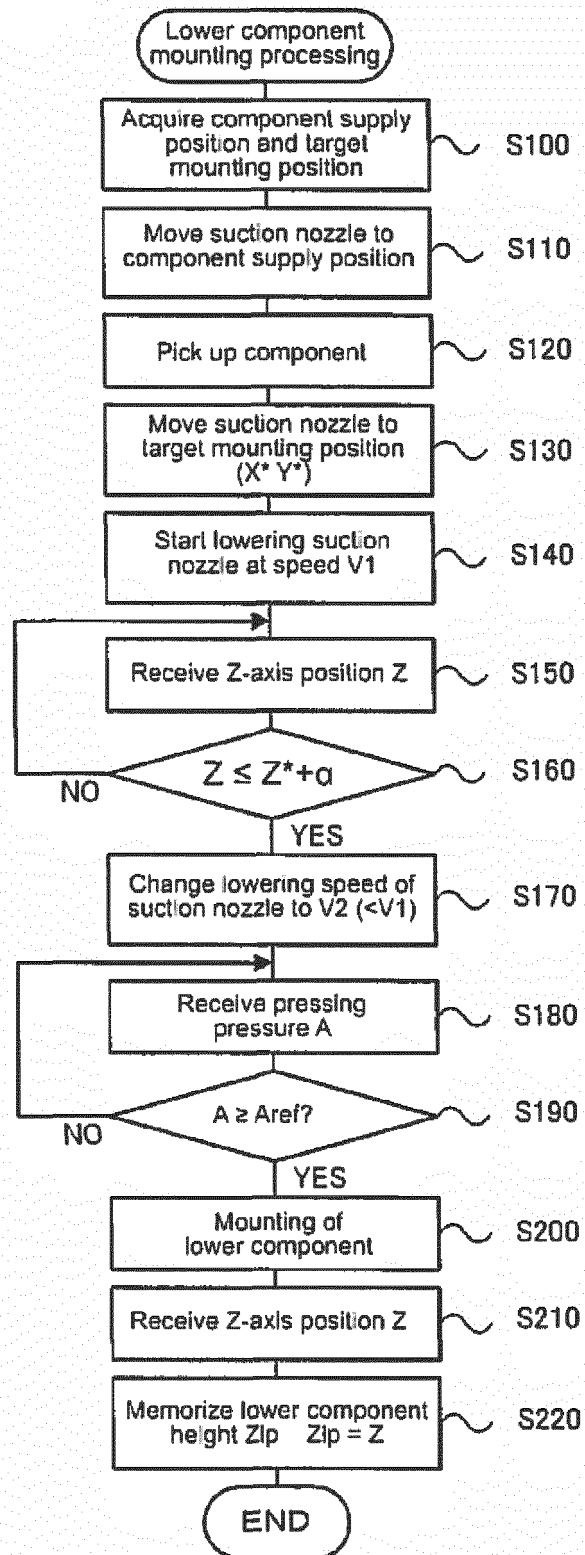 Lower component
mounting processing
Acquire component supply
position and target
mounting position
S100
Move suction nozzle to
component supply position
S110
Pick up component
S120
Move suction nozzle to
target mounting position
(X* Y*)
S130
Start lowering suction
nozzle at speed V1
S140
Receive Z-axis position Z
S150
Z ≤ Z*+α
S160
NO
YES
Change lowering speed of
suction nozzle to V2 (<V1)
S170
Receive pressing
pressure A
S180
A ≥ Aref?
S190
NO
YES
Mounting of
lower component
S200
Receive Z-axis position Z
S210
Memorize lower component
height Zlp Zlp = Z
S220
END